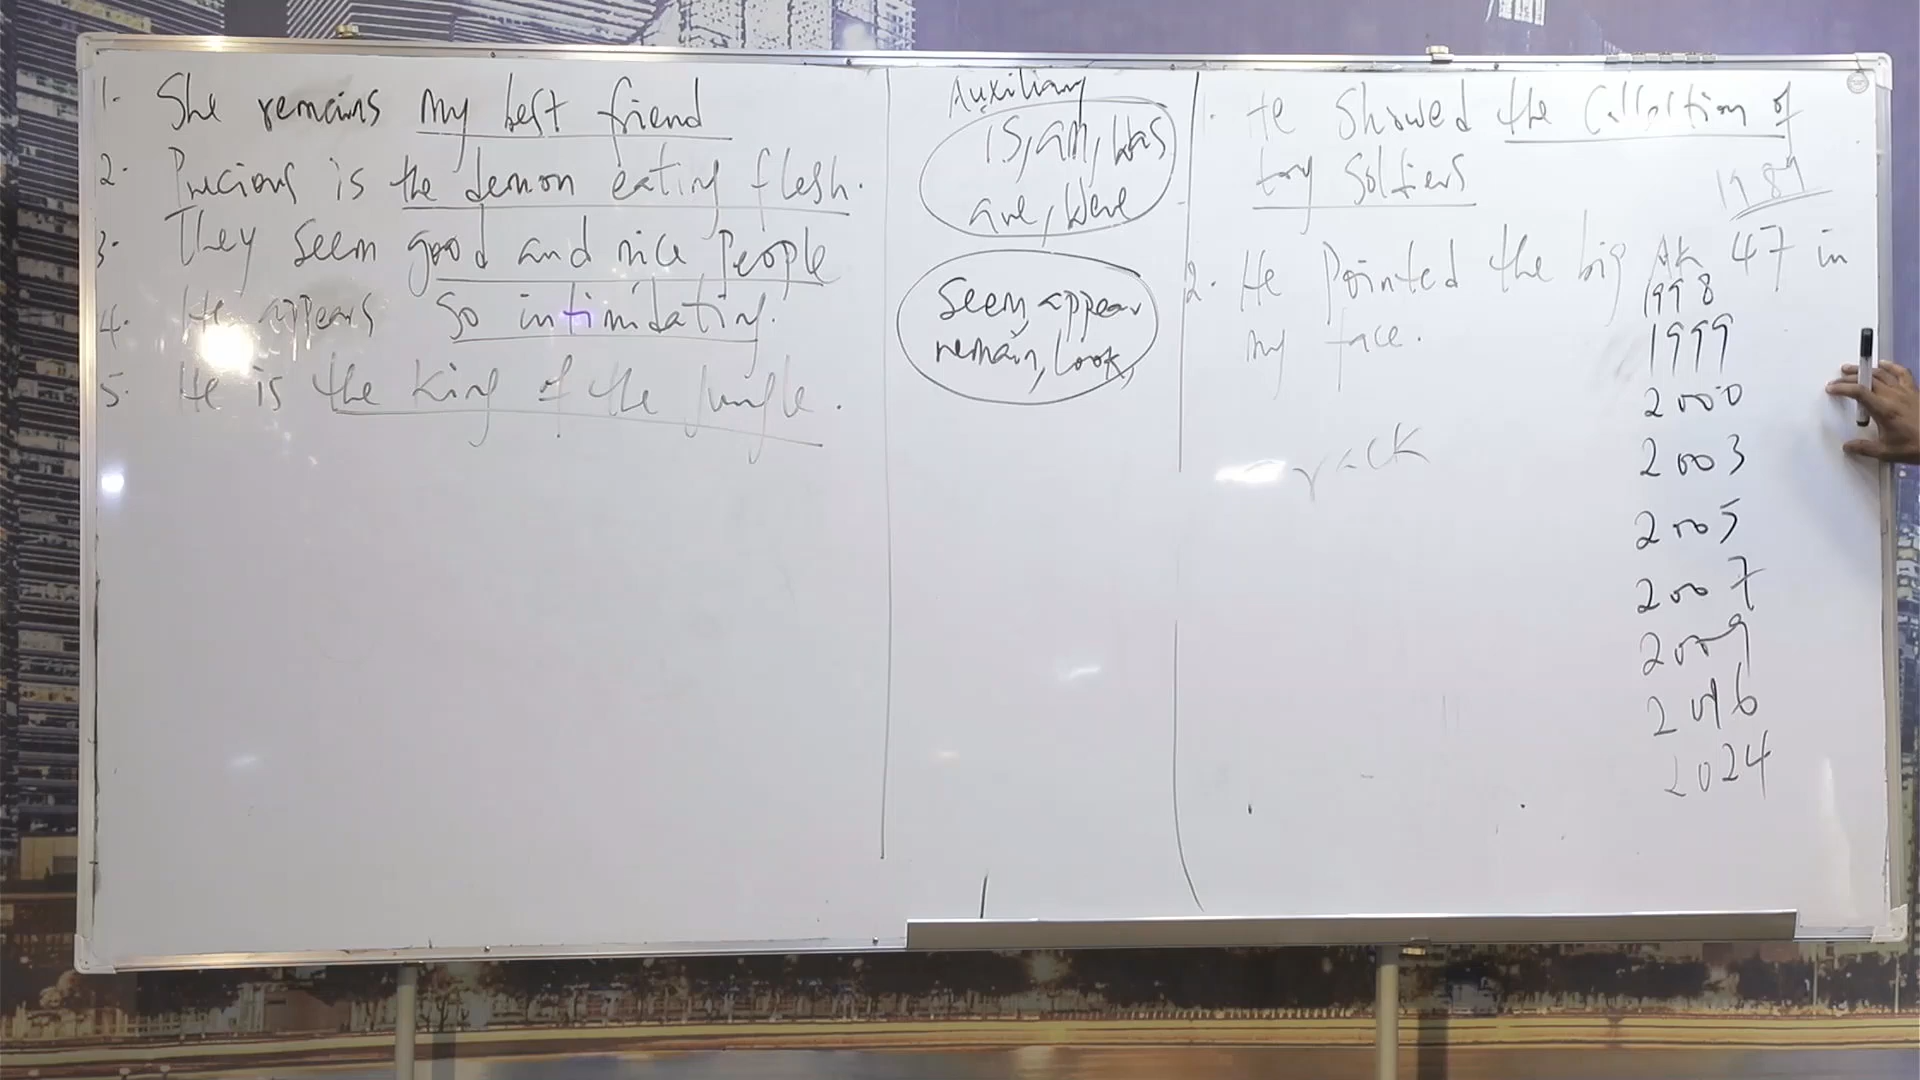 1. She remains my best friend
2. Precious is the demon eating flesh.
3. They seem good and nice People
4. He appears so intimidating.
5. He is the King of the Jungle.
Auxiliary
is, am, was
are, were
Seem, appear
remain, look,
1. He Showed the Collection of
toy Soldiers
1989
2. He Pointed the big AK 47 in
my face.
1998
1999
2000
2003
2005
2007
2009
2016
2024